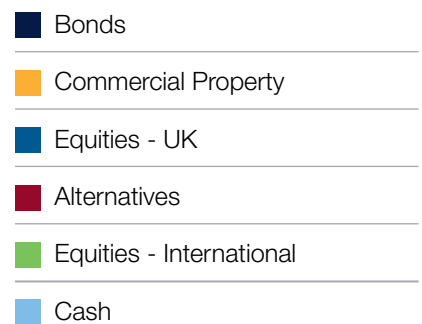 Bonds
Commercial Property
Equities - UK
Alternatives
Equities - International
Cash